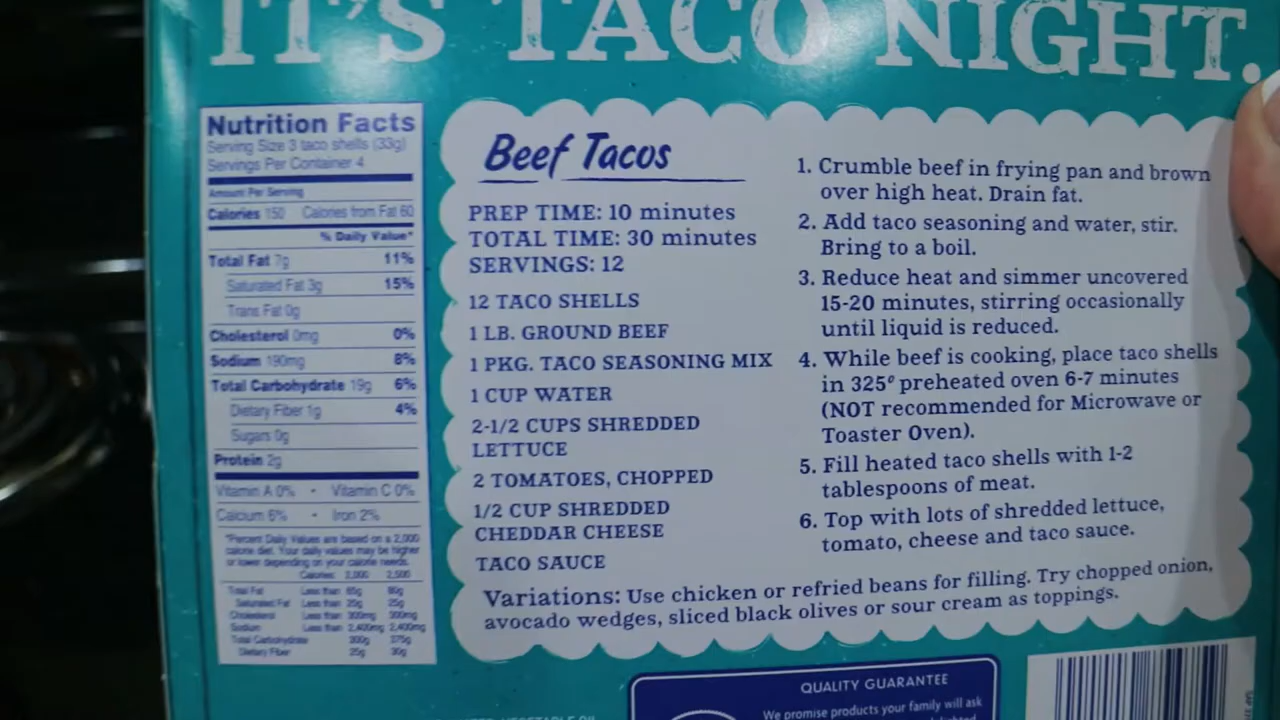 IT'S TACO NIGHT.
Nutrition Facts
Serving Size 3 taco shells (33g)
Servings Per Container 4
Amount Per Serving
Calories 150 Calories from Fat 60
% Daily Value*
Total Fat 7g 11%
Saturated Fat 3g 15%
Trans Fat 0g
Cholesterol 0mg 0%
Sodium 190mg 8%
Total Carbohydrate 19g 6%
Dietary Fiber 1g 4%
Sugars 0g
Protein 2g
Vitamin A 0% • Vitamin C 0%
Calcium 6% • Iron 2%
*Percent Daily Values are based on a 2,000
calorie diet. Your daily values may be higher
or lower depending on your calorie needs.
Calories: 2,000 2,500
Total Fat Less than 65g 80g
Saturated Fat Less than 20g 25g
Cholesterol Less than 300mg 300mg
Sodium Less than 2,400mg 2,400mg
Total Carbohydrate 300g 375g
Dietary Fiber 25g 30g
Beef Tacos
PREP TIME: 10 minutes
TOTAL TIME: 30 minutes
SERVINGS: 12
12 TACO SHELLS
1 LB. GROUND BEEF
1 PKG. TACO SEASONING MIX
1 CUP WATER
2-1/2 CUPS SHREDDED
LETTUCE
2 TOMATOES, CHOPPED
1/2 CUP SHREDDED
CHEDDAR CHEESE
TACO SAUCE
1. Crumble beef in frying pan and brown
over high heat. Drain fat.
2. Add taco seasoning and water, stir.
Bring to a boil.
3. Reduce heat and simmer uncovered
15-20 minutes, stirring occasionally
until liquid is reduced.
4. While beef is cooking, place taco shells
in 325º preheated oven 6-7 minutes
(NOT recommended for Microwave or
Toaster Oven).
5. Fill heated taco shells with 1-2
tablespoons of meat.
6. Top with lots of shredded lettuce,
tomato, cheese and taco sauce.
Variations: Use chicken or refried beans for filling. Try chopped onion,
avocado wedges, sliced black olives or sour cream as toppings.
QUALITY GUARANTEE
We promise products your family will ask